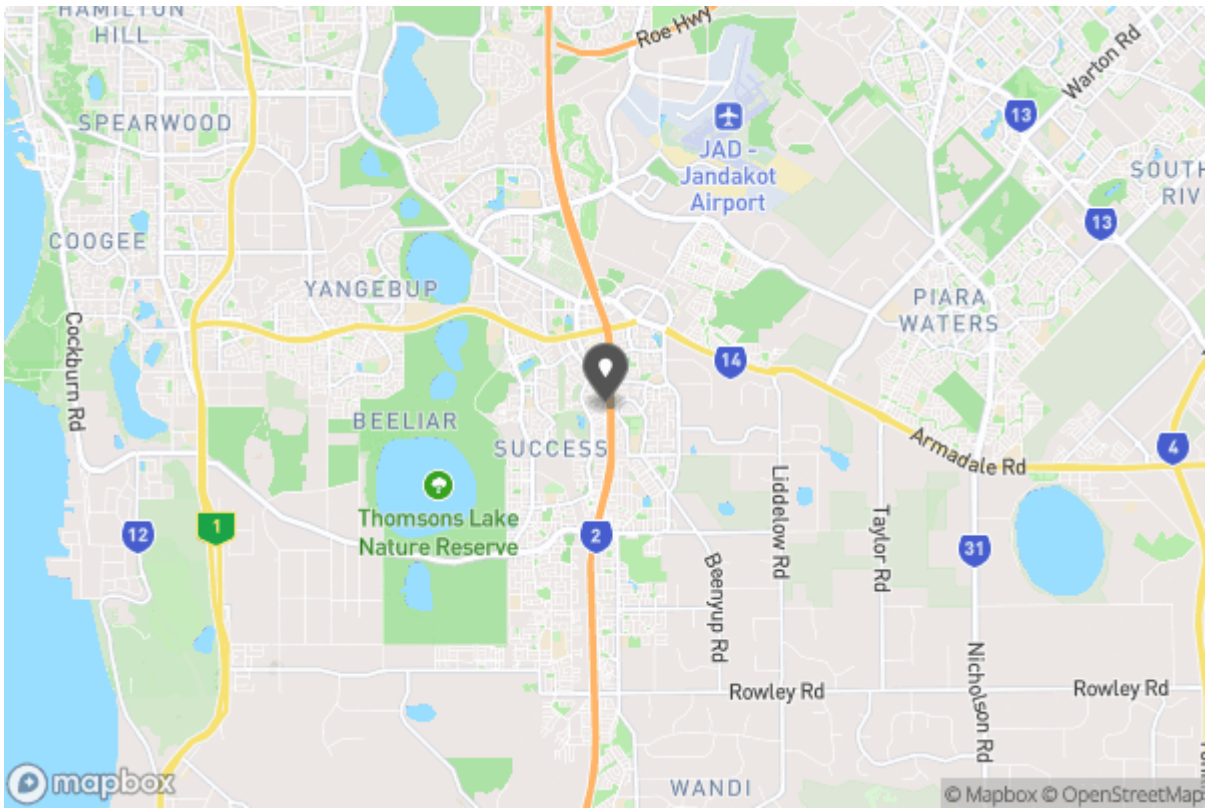 HAMILTON
HILL
Roe Hwy
Warton Rd
13
SPEARWOOD
JAD -
Jandakot
Airport
SOUTH
RIV
13
COOGEE
YANGEBUP
PIARA
WATERS
Cockburn Rd
14
BEELIAR
SUCCESS
Armadale Rd
4
Thomsons Lake
Nature Reserve
Liddelow Rd
Taylor Rd
1
12
2
31
Beenyup Rd
Nicholson Rd
Rowley Rd
Rowley Rd
WANDI
mapbox
© Mapbox © OpenStreetMap